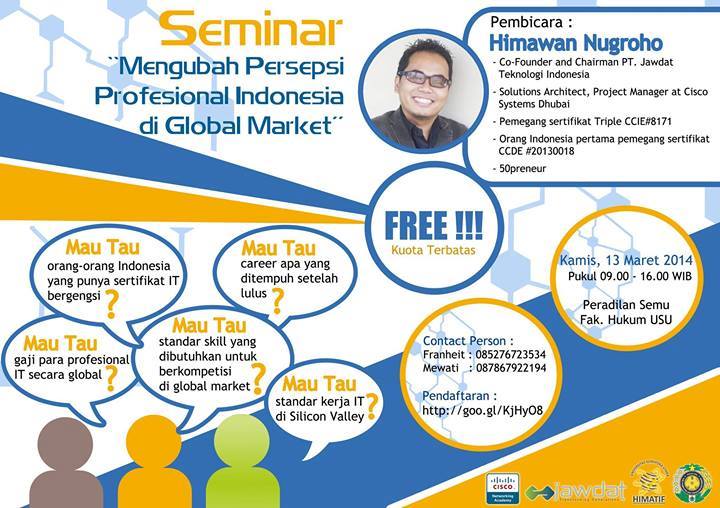 Seminar
``Mengubah Persepsi
Profesional Indonesia
di Global Market´´
Pembicara :
Himawan Nugroho
- Co-Founder and Chairman PT. Jawdat
Teknologi Indonesia
- Solutions Architect, Project Manager at Cisco
Systems Dhubai
- Pemegang sertifikat Triple CCIE#8171
- Orang Indonesia pertama pemegang sertifikat
CCDE #20130018
- 50preneur
FREE !!!
Kuota Terbatas
Kamis, 13 Maret 2014
Pukul 09.00 - 16.00 WIB
Peradilan Semu
Fak. Hukum USU
Mau Tau
orang-orang Indonesia
yang punya sertifikat IT
bergengsi ?
Mau Tau
career apa yang
ditempuh setelah
lulus ?
Mau Tau
gaji para profesional
IT secara global ?
Mau Tau
standar skill yang
dibutuhkan untuk
berkompetisi
di global market ?
Mau Tau
standar kerja IT
di Silicon Valley ?
Contact Person :
Franheit : 085276723534
Mewati : 087867922194
Pendaftaran :
http://goo.gl/KjHyO8
CISCO
Networking
Academy
Jawdat
HIMATIF